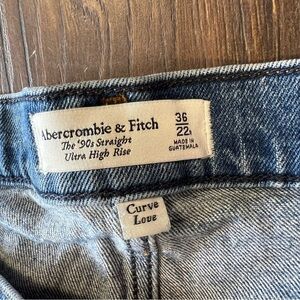 Abercrombie & Fitch
The '90s Straight
Ultra High Rise
36
22
MADE IN
GUATEMALA
Curve
Love